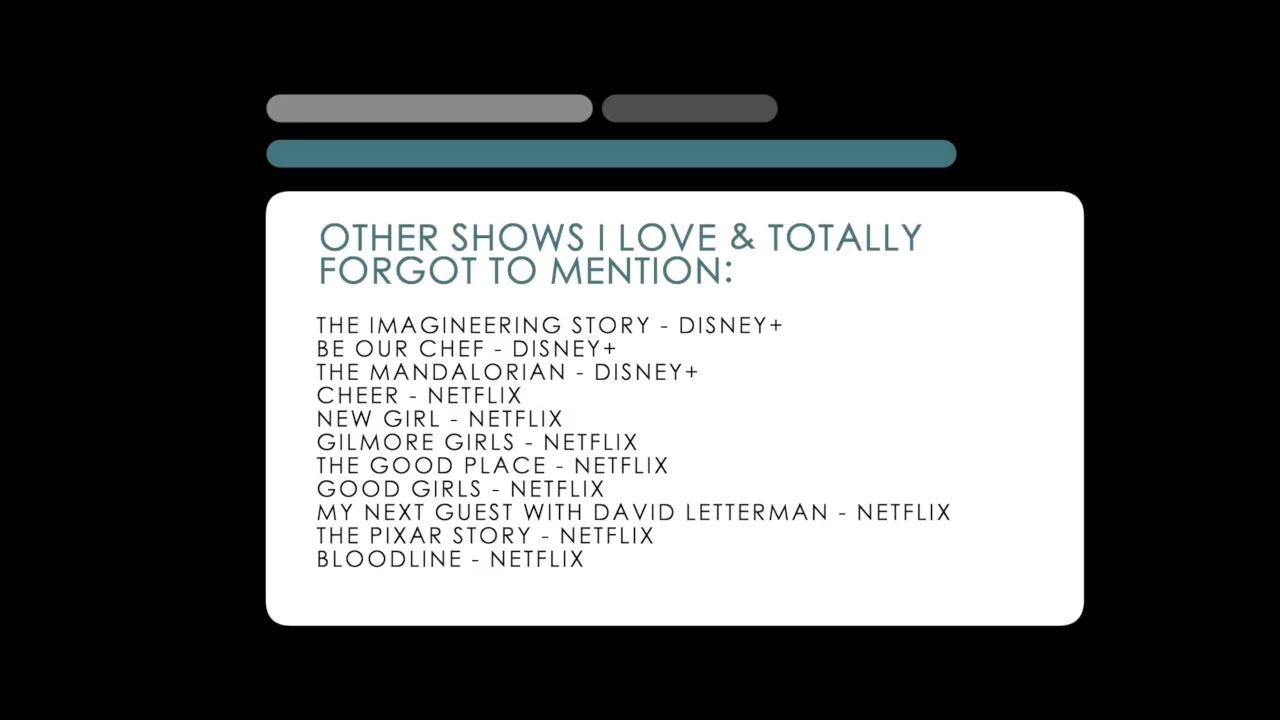 OTHER SHOWS I LOVE & TOTALLY
FORGOT TO MENTION:
THE IMAGINEERING STORY - DISNEY+
BE OUR CHEF - DISNEY+
THE MANDALORIAN - DISNEY+
CHEER - NETFLIX
NEW GIRL - NETFLIX
GILMORE GIRLS - NETFLIX
THE GOOD PLACE - NETFLIX
GOOD GIRLS - NETFLIX
MY NEXT GUEST WITH DAVID LETTERMAN - NETFLIX
THE PIXAR STORY - NETFLIX
BLOODLINE - NETFLIX